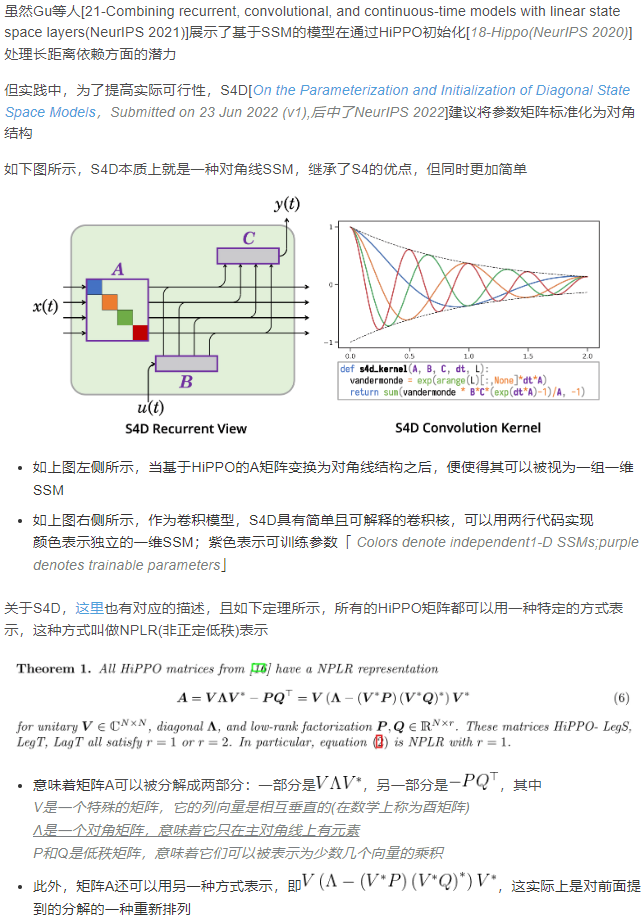 虽然Gu等人[21-Combining recurrent, convolutional, and continuous-time models with linear state
space layers(NeurIPS 2021)]展示了基于SSM的模型在通过HiPPO初始化[18-Hippo(NeurIPS 2020)]
处理长距离依赖方面的潜力
但实践中，为了提高实际可行性，S4D[On the Parameterization and Initialization of Diagonal State
Space Models，Submitted on 23 Jun 2022 (v1),后中了NeurIPS 2022]建议将参数矩阵标准化为对角
结构
如下图所示，S4D本质上就是一种对角线SSM，继承了S4的优点，但同时更加简单
y(t)
C
A
x(t)
B
u(t)
S4D Recurrent View
1
0
−1
0.0 0.5 1.0 1.5 2.0
def s4d_kernel(A, B, C, dt, L):
vandermonde = exp(arange(L)[:,None]*dt*A)
return sum(vandermonde * B*C*(exp(dt*A)-1)/A, -1)
S4D Convolution Kernel
• 如上图左侧所示，当基于HiPPO的A矩阵变换为对角线结构之后，便使得其可以被视为一组一维
SSM
• 如上图右侧所示，作为卷积模型，S4D具有简单且可解释的卷积核，可以用两行代码实现
颜色表示独立的一维SSM；紫色表示可训练参数「 Colors denote independent1-D SSMs;purple
denotes trainable parameters」
关于S4D，这里也有对应的描述，且如下定理所示，所有的HiPPO矩阵都可以用一种特定的方式表
示，这种方式叫做NPLR(非正定低秩)表示
Theorem 1. All HiPPO matrices from [16] have a NPLR representation
A = VΛV* − PQ⊤ = V (Λ − (V*P) (V*Q)*) V* (6)
for unitary V ∈ ℂN×N, diagonal Λ, and low-rank factorization P, Q ∈ ℝN×r. These matrices HiPPO- LegS,
LegT, LagT all satisfy r = 1 or r = 2. In particular, equation (2) is NPLR with r = 1.
• 意味着矩阵A可以被分解成两部分：一部分是VΛV*，另一部分是−PQ⊤，其中
V是一个特殊的矩阵，它的列向量是相互垂直的(在数学上称为酉矩阵)
Λ是一个对角矩阵，意味着它只在主对角线上有元素
P和Q是低秩矩阵，意味着它们可以被表示为少数几个向量的乘积
• 此外，矩阵A还可以用另一种方式表示，即V (Λ − (V*P) (V*Q)*) V*，这实际上是对前面提
到的分解的一种重新排列